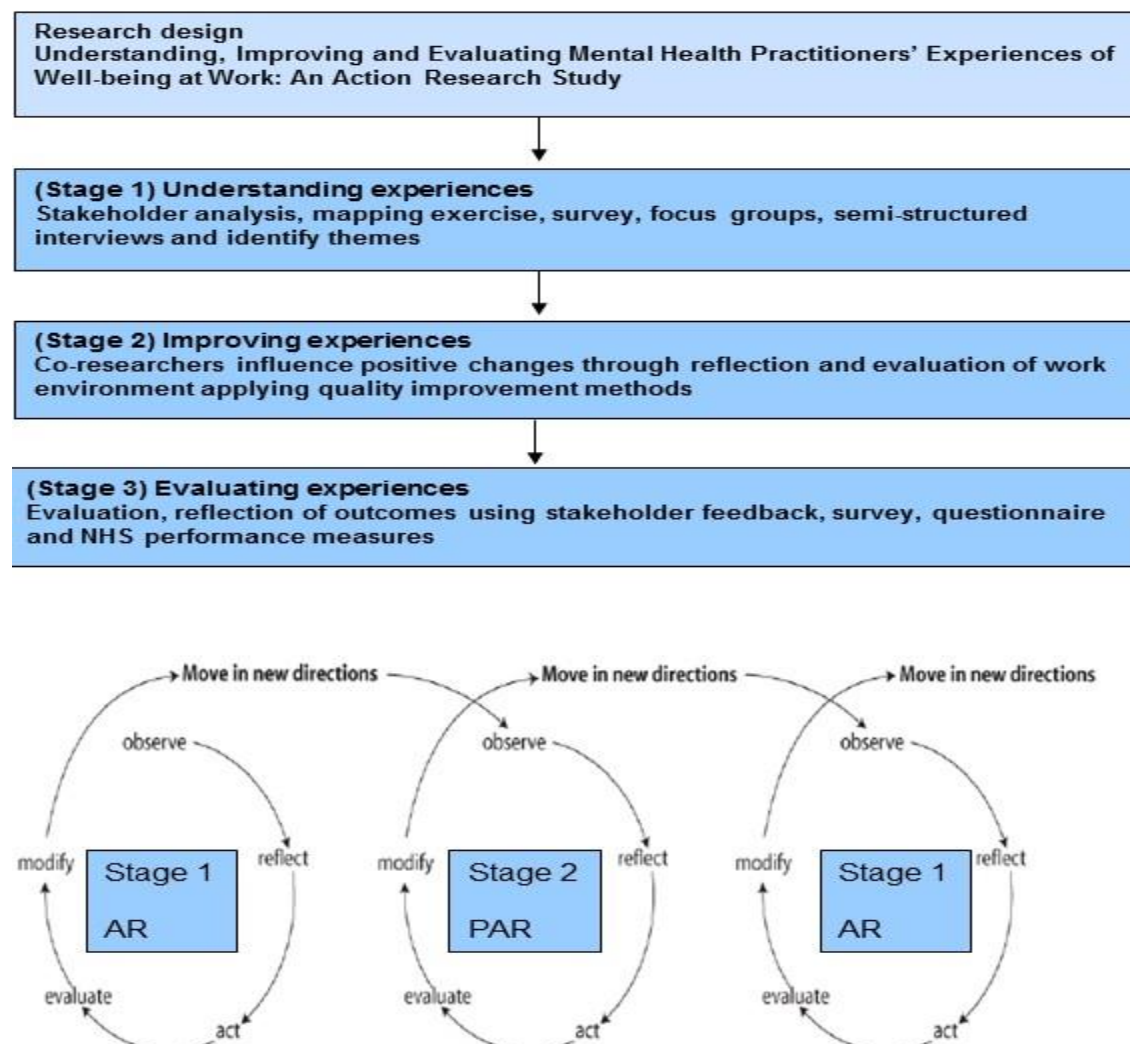 Research design
Understanding, Improving and Evaluating Mental Health Practitioners' Experiences of
Well-being at Work: An Action Research Study
(Stage 1) Understanding experiences
Stakeholder analysis, mapping exercise, survey, focus groups, semi-structured
interviews and identify themes
(Stage 2) Improving experiences
Co-researchers influence positive changes through reflection and evaluation of work
environment applying quality improvement methods
(Stage 3) Evaluating experiences
Evaluation, reflection of outcomes using stakeholder feedback, survey, questionnaire
and NHS performance measures
Move in new directions
observe
reflect
act
evaluate
modify
Stage 1
AR
Move in new directions
observe
reflect
act
evaluate
modify
Stage 2
PAR
Move in new directions
observe
reflect
act
evaluate
modify
Stage 1
AR